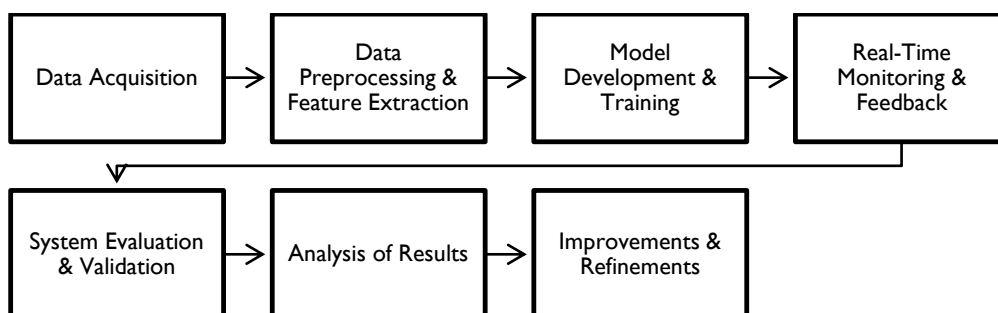 Data Acquisition
Data
Preprocessing &
Feature Extraction
Model
Development &
Training
Real-Time
Monitoring &
Feedback
System Evaluation
& Validation
Analysis of Results
Improvements &
Refinements